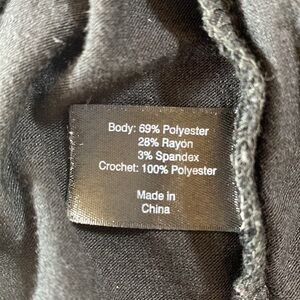 Body: 69% Polyester
28% Rayon
3% Spandex
Crochet: 100% Polyester
Made in
China